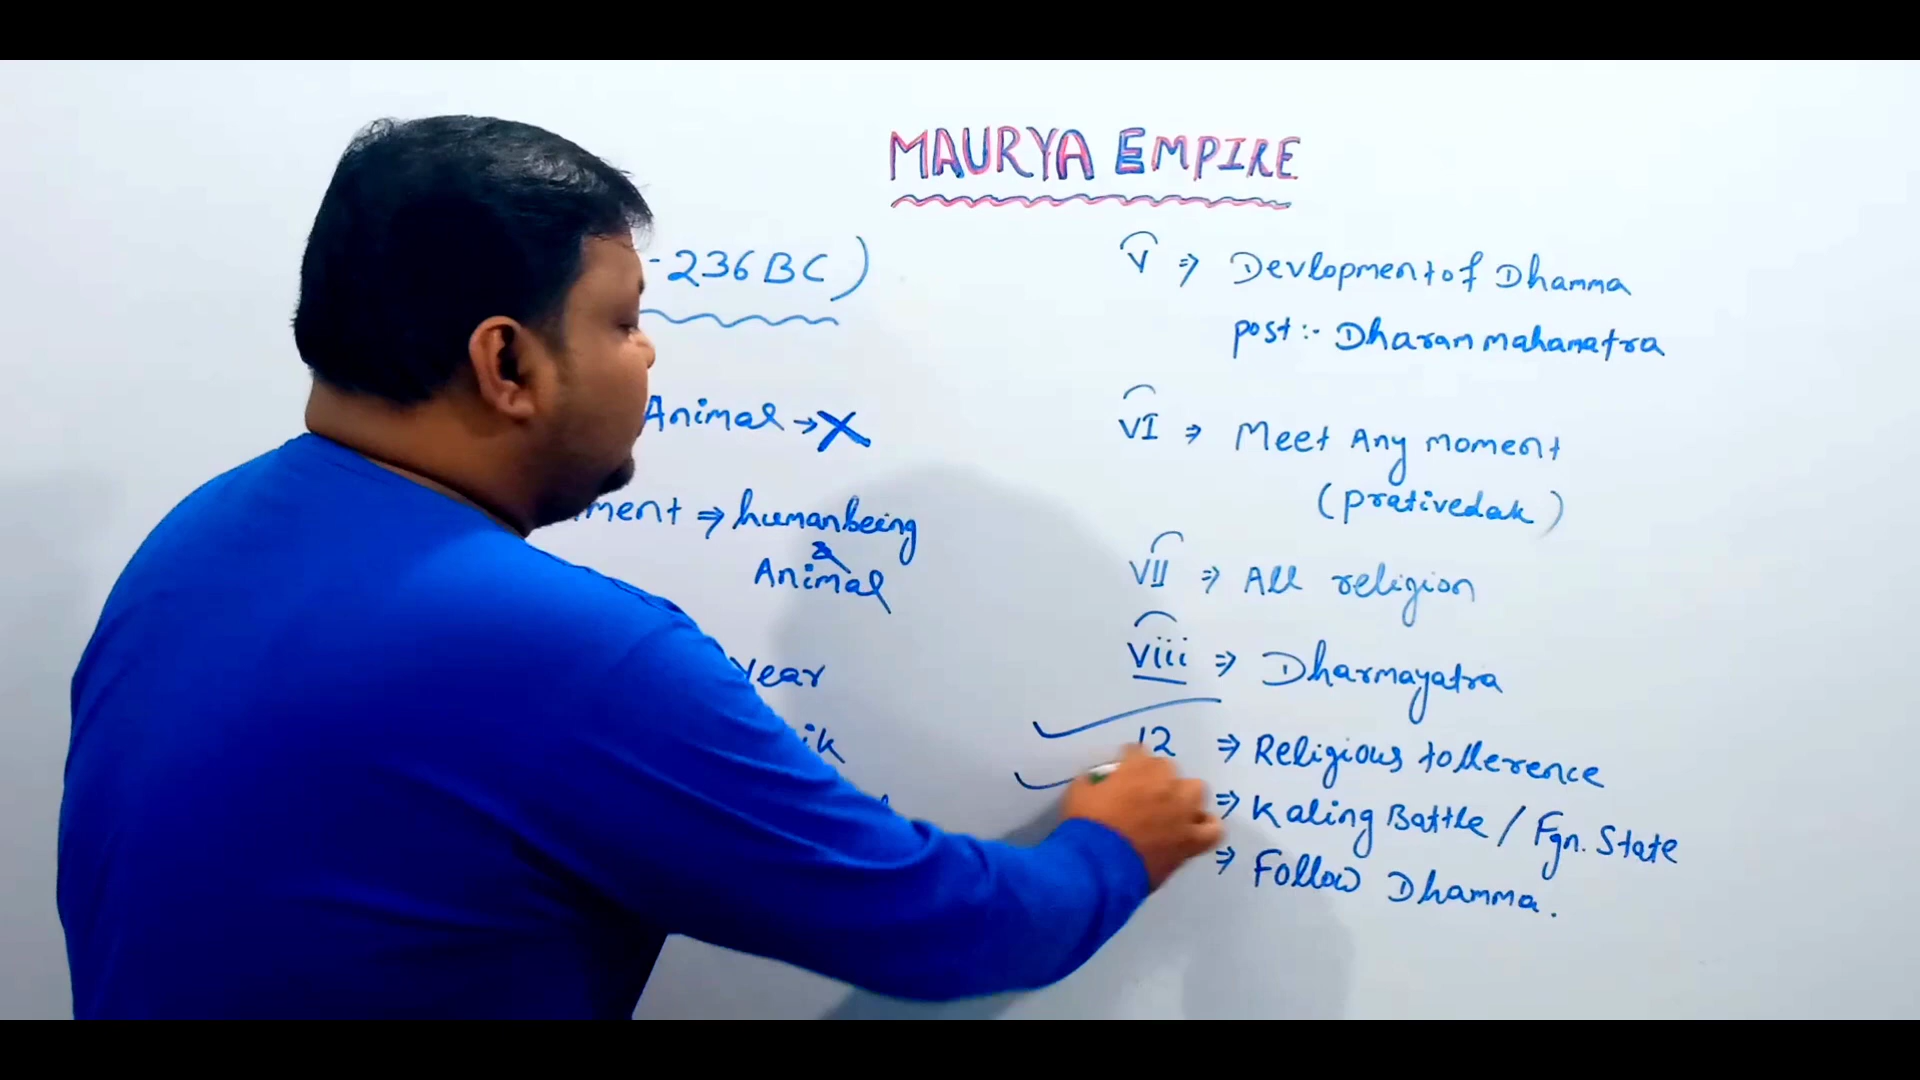 MAURYA EMPIRE
-236 BC)
Animal → X
ment ⇒ humanbeing
&
Animal
year
ik
V ⇒ Devlopment of Dhamma
post :- Dharam mahamatra
VI ⇒ Meet Any moment
(prativedak)
VII ⇒ All religion
viii ⇒ Dharmayatra
12 ⇒ Religious tollerence
⇒ Kaling Battle / Fgn. State
⇒ Follow Dhamma.